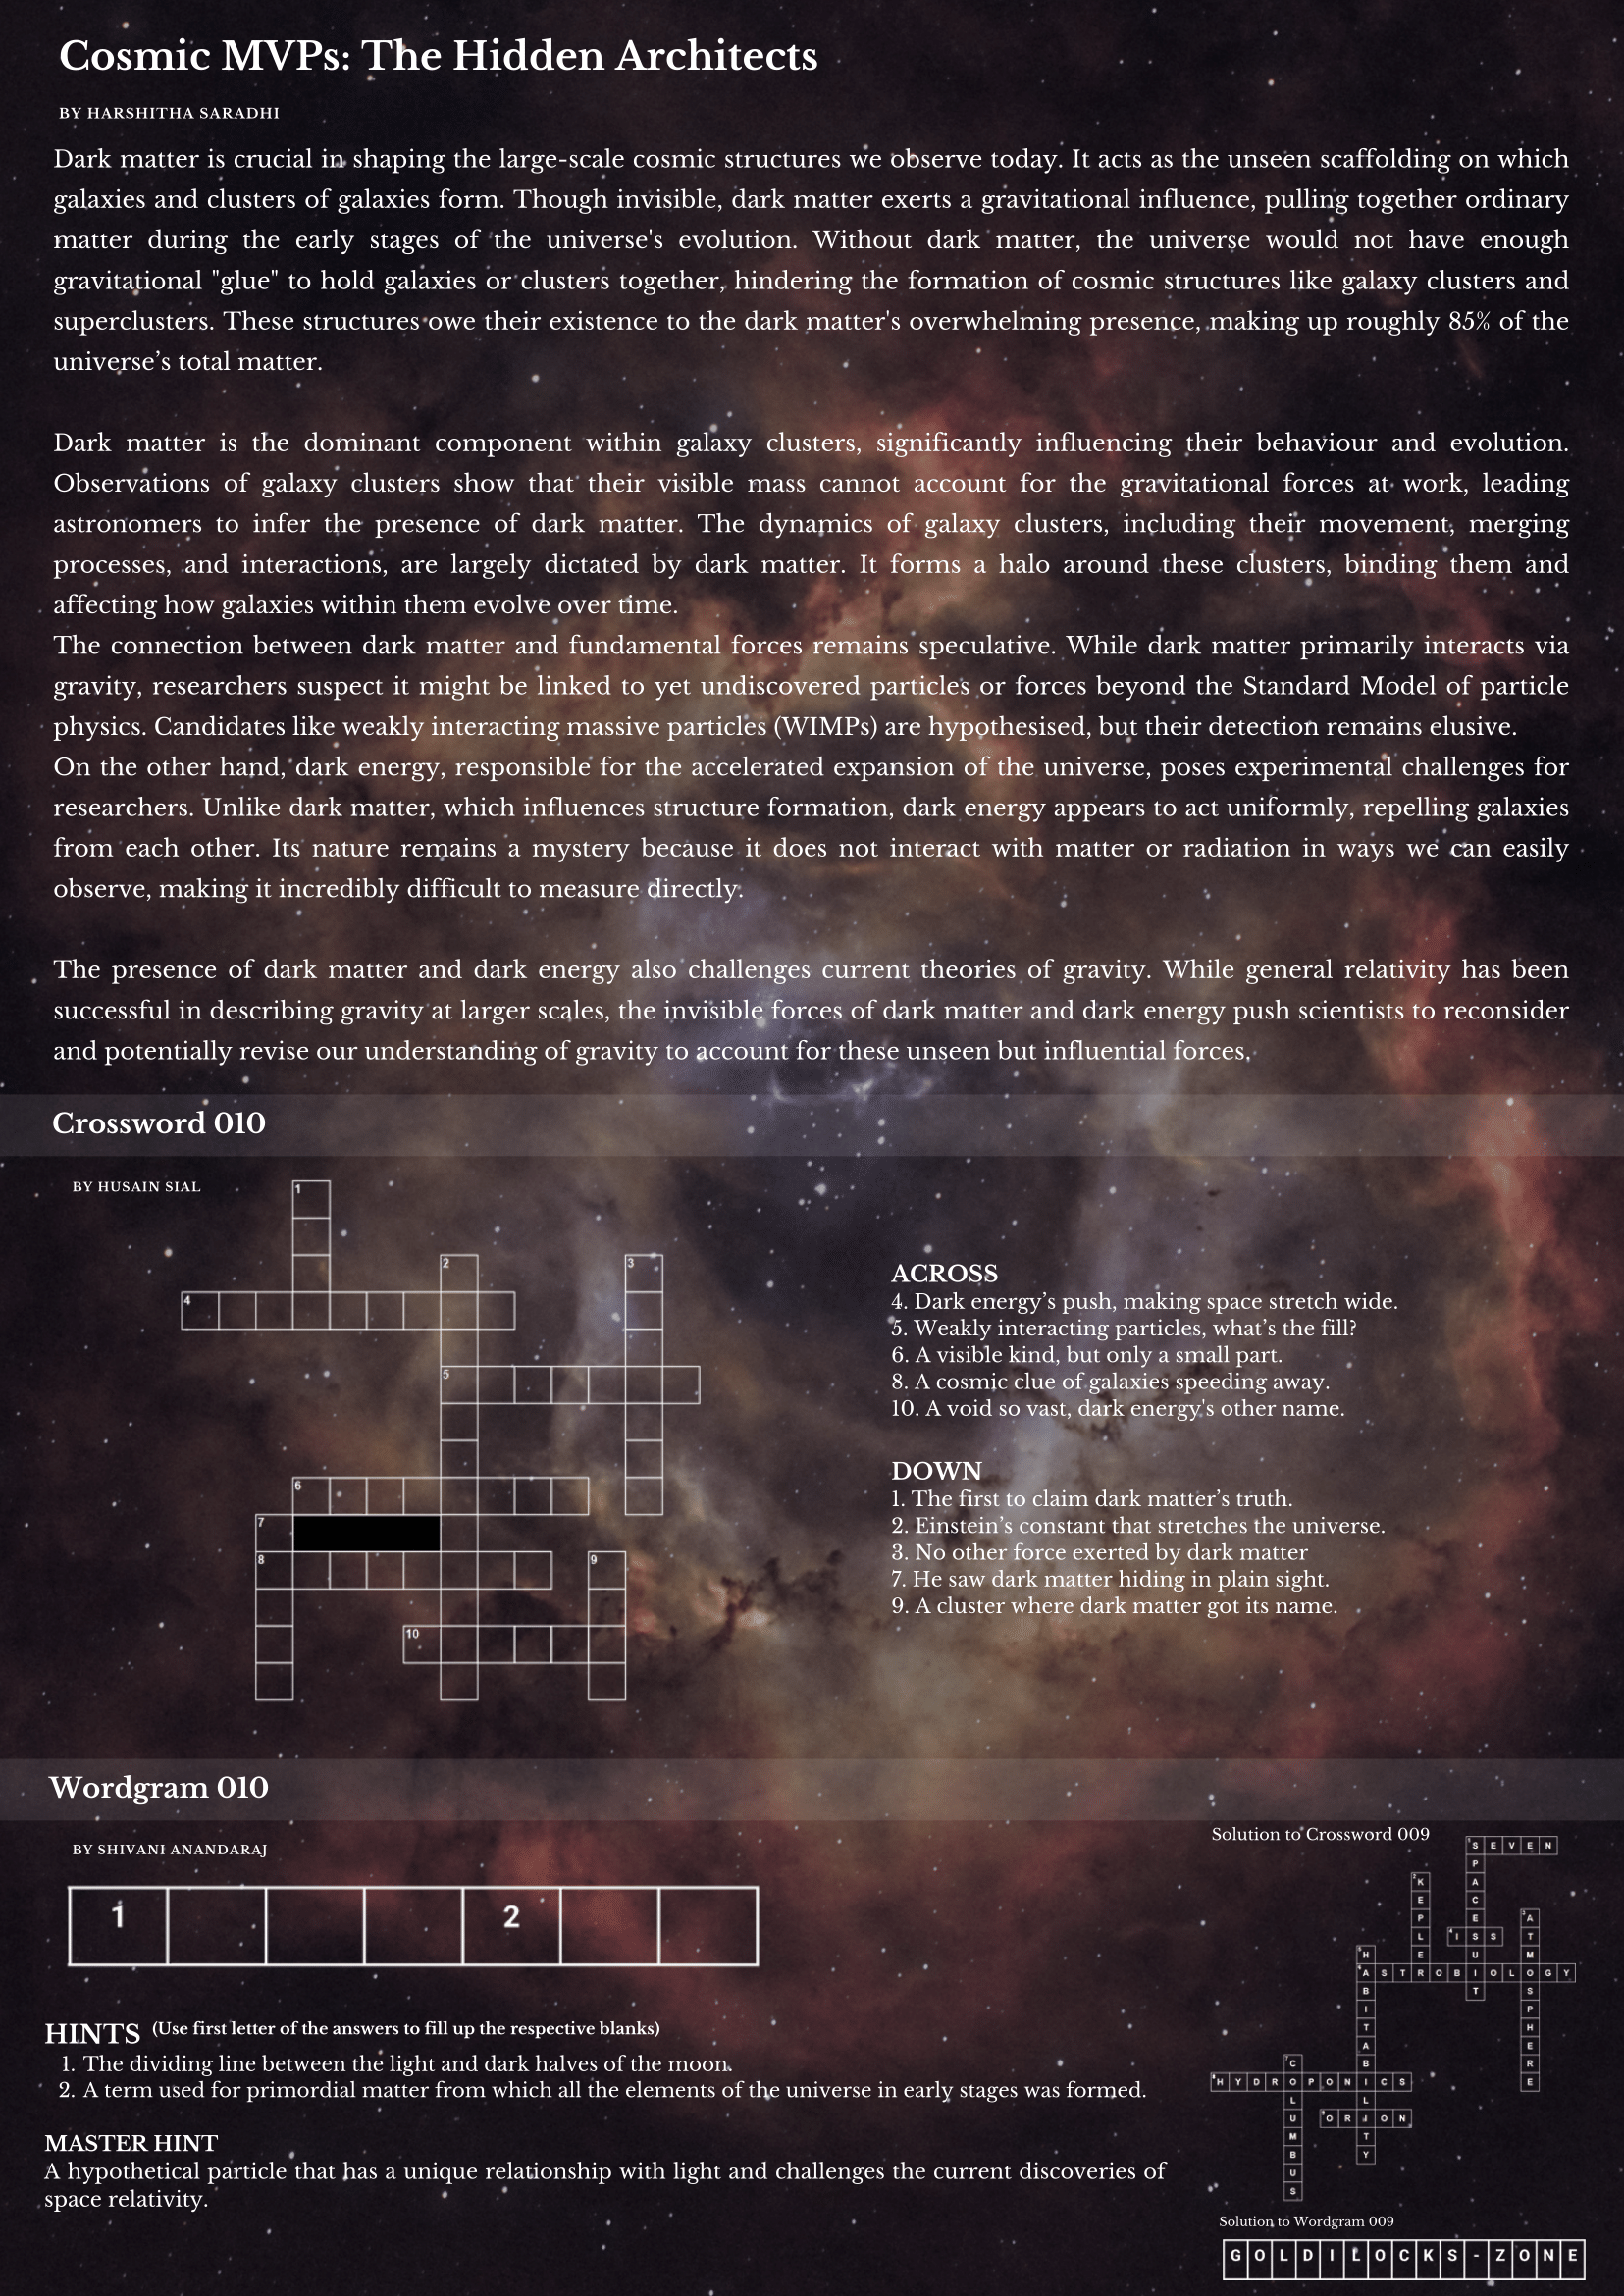 Cosmic MVPs: The Hidden Architects
BY HARSHITHA SARADHI
Dark matter is crucial in shaping the large-scale cosmic structures we observe today. It acts as the unseen scaffolding on which
galaxies and clusters of galaxies form. Though invisible, dark matter exerts a gravitational influence, pulling together ordinary
matter during the early stages of the universe's evolution. Without dark matter, the universe would not have enough
gravitational "glue" to hold galaxies or clusters together, hindering the formation of cosmic structures like galaxy clusters and
superclusters. These structures owe their existence to the dark matter's overwhelming presence, making up roughly 85% of the
universe’s total matter.
Dark matter is the dominant component within galaxy clusters, significantly influencing their behaviour and evolution.
Observations of galaxy clusters show that their visible mass cannot account for the gravitational forces at work, leading
astronomers to infer the presence of dark matter. The dynamics of galaxy clusters, including their movement, merging
processes, and interactions, are largely dictated by dark matter. It forms a halo around these clusters, binding them and
affecting how galaxies within them evolve over time.
The connection between dark matter and fundamental forces remains speculative. While dark matter primarily interacts via
gravity, researchers suspect it might be linked to yet undiscovered particles or forces beyond the Standard Model of particle
physics. Candidates like weakly interacting massive particles (WIMPs) are hypothesised, but their detection remains elusive.
On the other hand, dark energy, responsible for the accelerated expansion of the universe, poses experimental challenges for
researchers. Unlike dark matter, which influences structure formation, dark energy appears to act uniformly, repelling galaxies
from each other. Its nature remains a mystery because it does not interact with matter or radiation in ways we can easily
observe, making it incredibly difficult to measure directly.
The presence of dark matter and dark energy also challenges current theories of gravity. While general relativity has been
successful in describing gravity at larger scales, the invisible forces of dark matter and dark energy push scientists to reconsider
and potentially revise our understanding of gravity to account for these unseen but influential forces.
Crossword 010
BY HUSAIN SIAL
1
2
3
4
5
6
7
8
9
10
ACROSS
4. Dark energy’s push, making space stretch wide.
5. Weakly interacting particles, what’s the fill?
6. A visible kind, but only a small part.
8. A cosmic clue of galaxies speeding away.
10. A void so vast, dark energy's other name.
DOWN
1. The first to claim dark matter’s truth.
2. Einstein’s constant that stretches the universe.
3. No other force exerted by dark matter
7. He saw dark matter hiding in plain sight.
9. A cluster where dark matter got its name.
Wordgram 010
BY SHIVANI ANANDARAJ
1 2
HINTS (Use first letter of the answers to fill up the respective blanks)
1. The dividing line between the light and dark halves of the moon.
2. A term used for primordial matter from which all the elements of the universe in early stages was formed.
MASTER HINT
A hypothetical particle that has a unique relationship with light and challenges the current discoveries of
space relativity.
Solution to Crossword 009
SEVEN
SPACESUIT
KEPLER
ATMOSPHERE
ISS
HABITABILITY
ASTROBIOLOGY
COLUMBUS
HYDROPONICS
ORION
Solution to Wordgram 009
GOLDILOCKS-ZONE